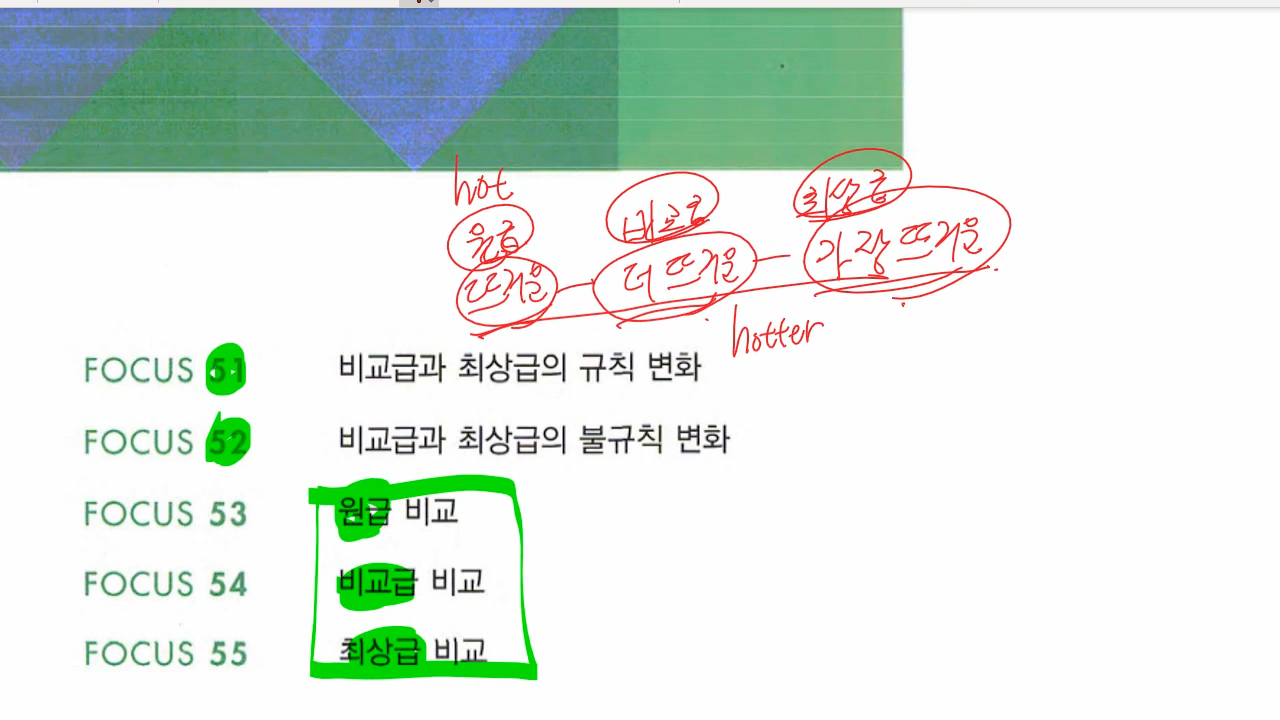 hot
원급
비교급
최상급
뜨거울
더 뜨거울
가장 뜨거울
hotter
FOCUS 51 비교급과 최상급의 규칙 변화
FOCUS 52 비교급과 최상급의 불규칙 변화
FOCUS 53 원급 비교
FOCUS 54 비교급 비교
FOCUS 55 최상급 비교